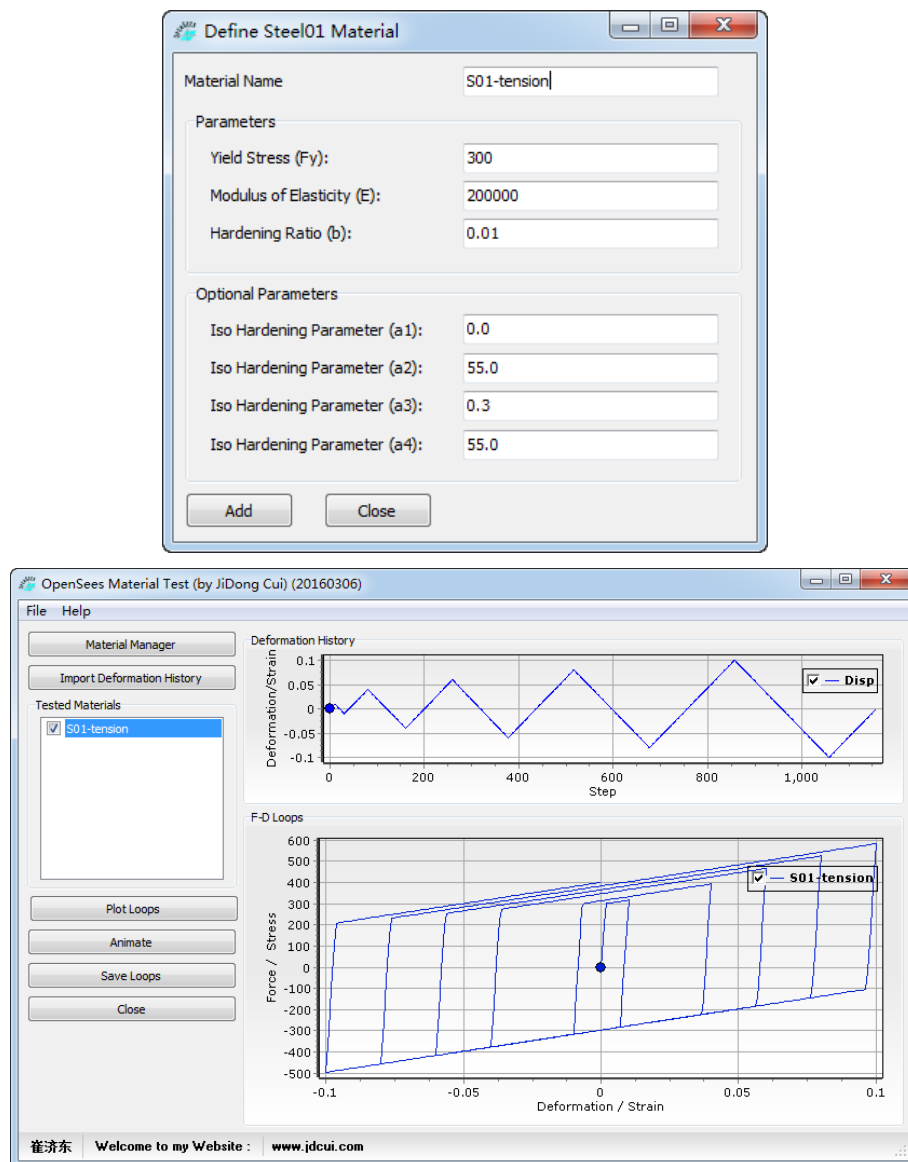 Define Steel01 Material
Material Name S01-tension
Parameters
Yield Stress (Fy): 300
Modulus of Elasticity (E): 200000
Hardening Ratio (b): 0.01
Optional Parameters
Iso Hardening Parameter (a1): 0.0
Iso Hardening Parameter (a2): 55.0
Iso Hardening Parameter (a3): 0.3
Iso Hardening Parameter (a4): 55.0
Add Close
OpenSees Material Test (by JiDong Cui) (20160306)
File Help
Material Manager
Import Deformation History
Tested Materials
S01-tension
Plot Loops
Animate
Save Loops
Close
Deformation History
Deformation/Strain
0.1
0.05
0
-0.05
-0.1
Disp
0 200 400 600 800 1,000
Step
F-D Loops
Force / Stress
600
500
400
300
200
100
0
-100
-200
-300
-400
-500
S01-tension
-0.1 -0.05 0 0.05 0.1
Deformation / Strain
崔济东 Welcome to my Website : www.jdcui.com